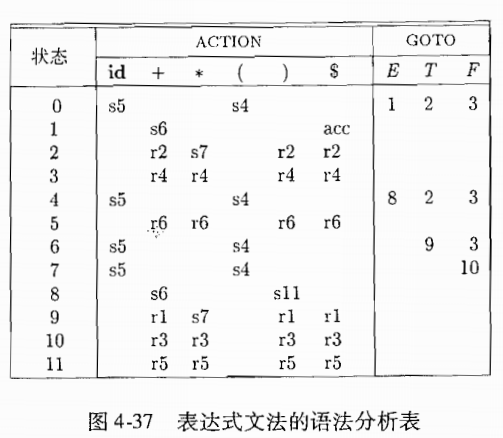 状态 ACTION GOTO
id + * ( ) $ E T F
0 s5 s4 1 2 3
1 s6 acc
2 r2 s7 r2 r2
3 r4 r4 r4 r4
4 s5 s4 8 2 3
5 r6 r6 r6 r6
6 s5 s4 9 3
7 s5 s4 10
8 s6 s11
9 r1 s7 r1 r1
10 r3 r3 r3 r3
11 r5 r5 r5 r5
图 4-37 表达式文法的语法分析表